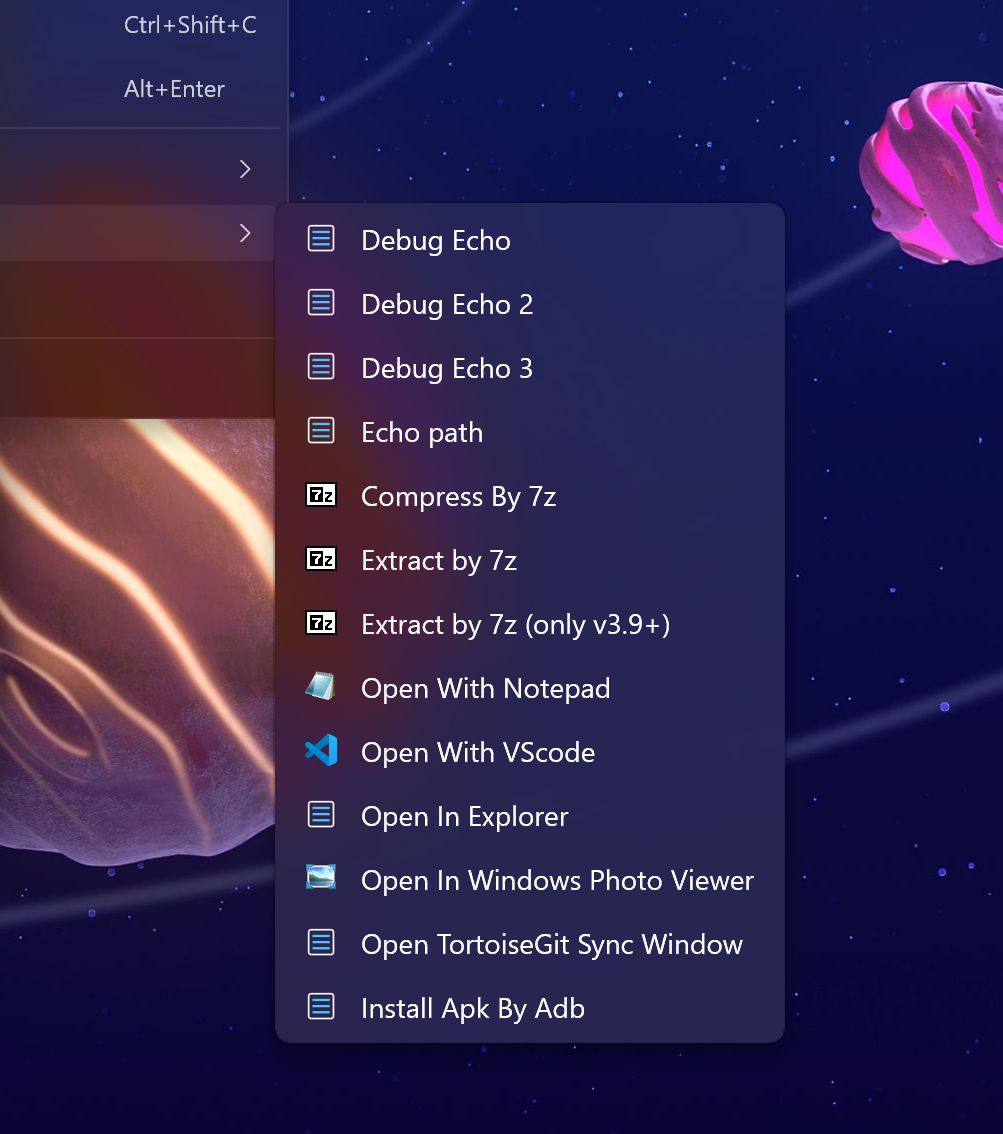 Ctrl+Shift+C
Alt+Enter
Debug Echo
Debug Echo 2
Debug Echo 3
Echo path
7z Compress By 7z
7z Extract by 7z
7z Extract by 7z (only v3.9+)
Open With Notepad
Open With VScode
Open In Explorer
Open In Windows Photo Viewer
Open TortoiseGit Sync Window
Install Apk By Adb